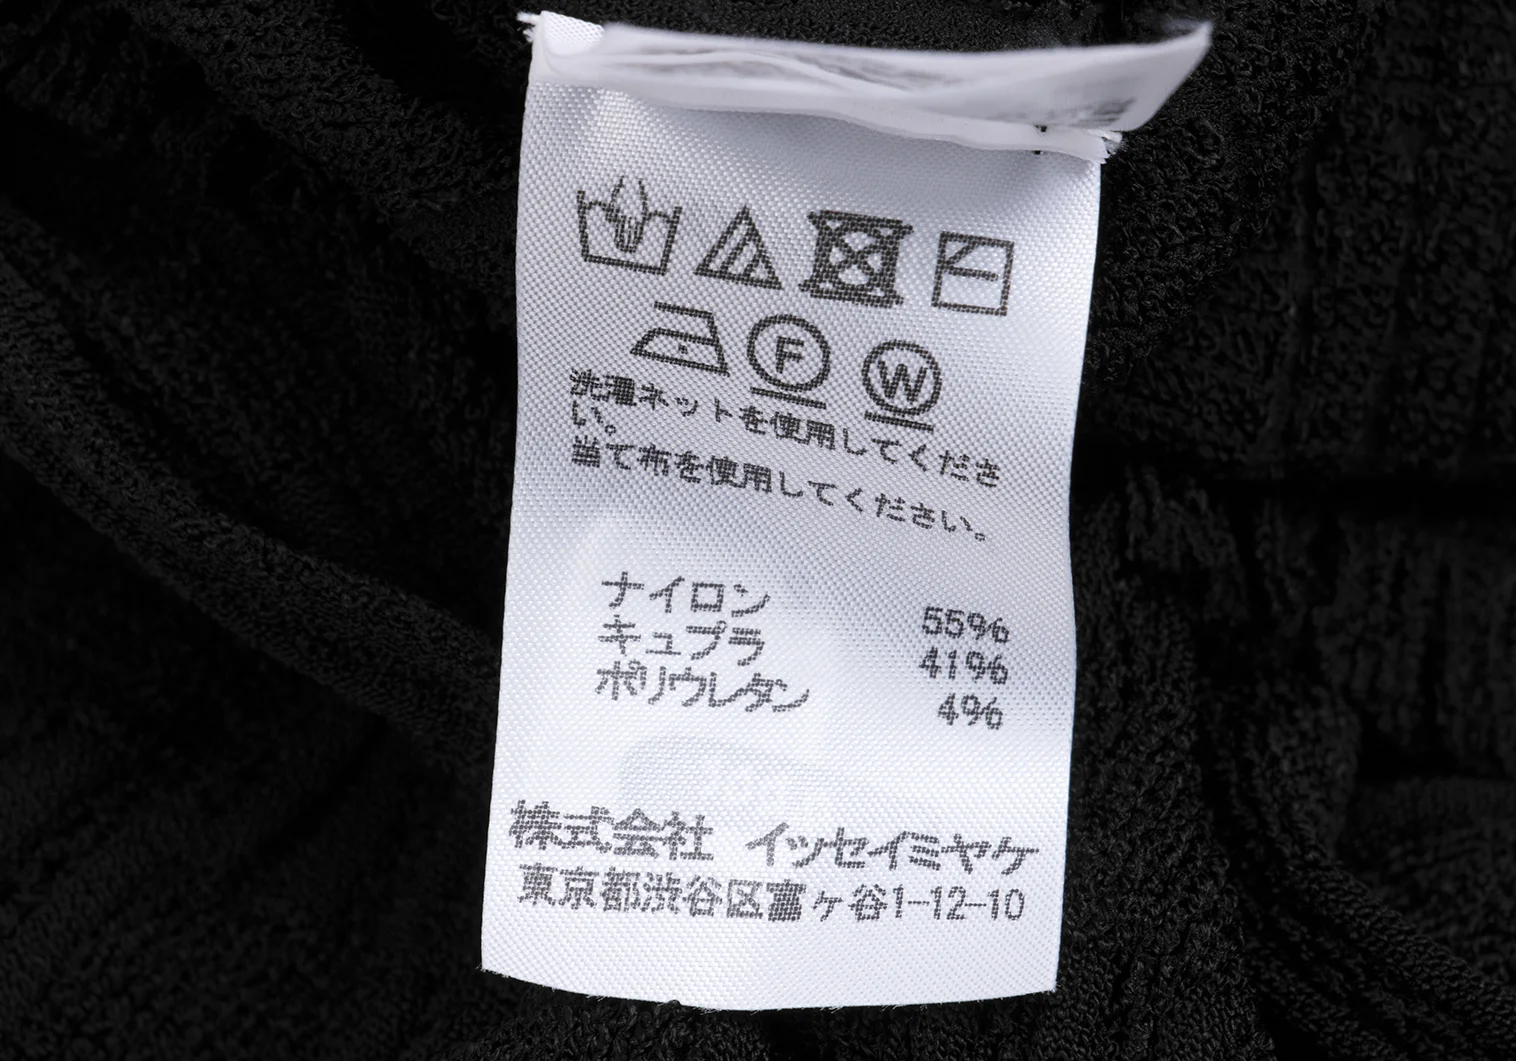 F W
洗濯ネットを使用してくださ
い。
当て布を使用してください。
ナイロン 55%
キュプラ 41%
ポリウレタン 4%
株式会社 イッセイミヤケ
東京都渋谷区富ヶ谷1-12-10